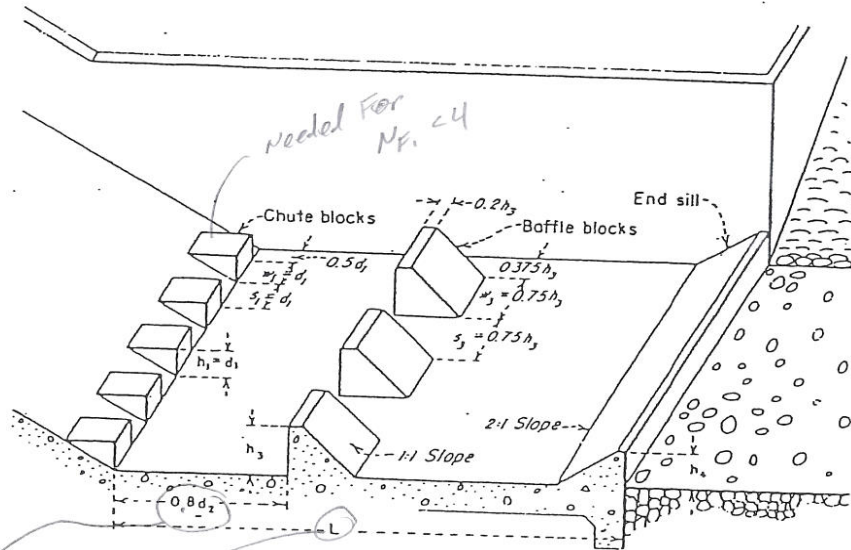 Needed For
NF1 <4
Chute blocks
0.5d₁
w₁ = d₁
s₁ = d₁
h₁ = d₁
0.2h₃
Baffle blocks
End sill
0.375h₃
w₃ = 0.75h₃
s₃ = 0.75h₃
2:1 Slope
1:1 Slope
h₃
h₄
0.8d₂
L